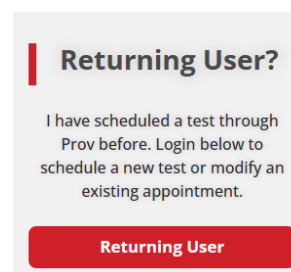 Returning User?
I have scheduled a test through
Prov before. Login below to
schedule a new test or modify an
existing appointment.
Returning User